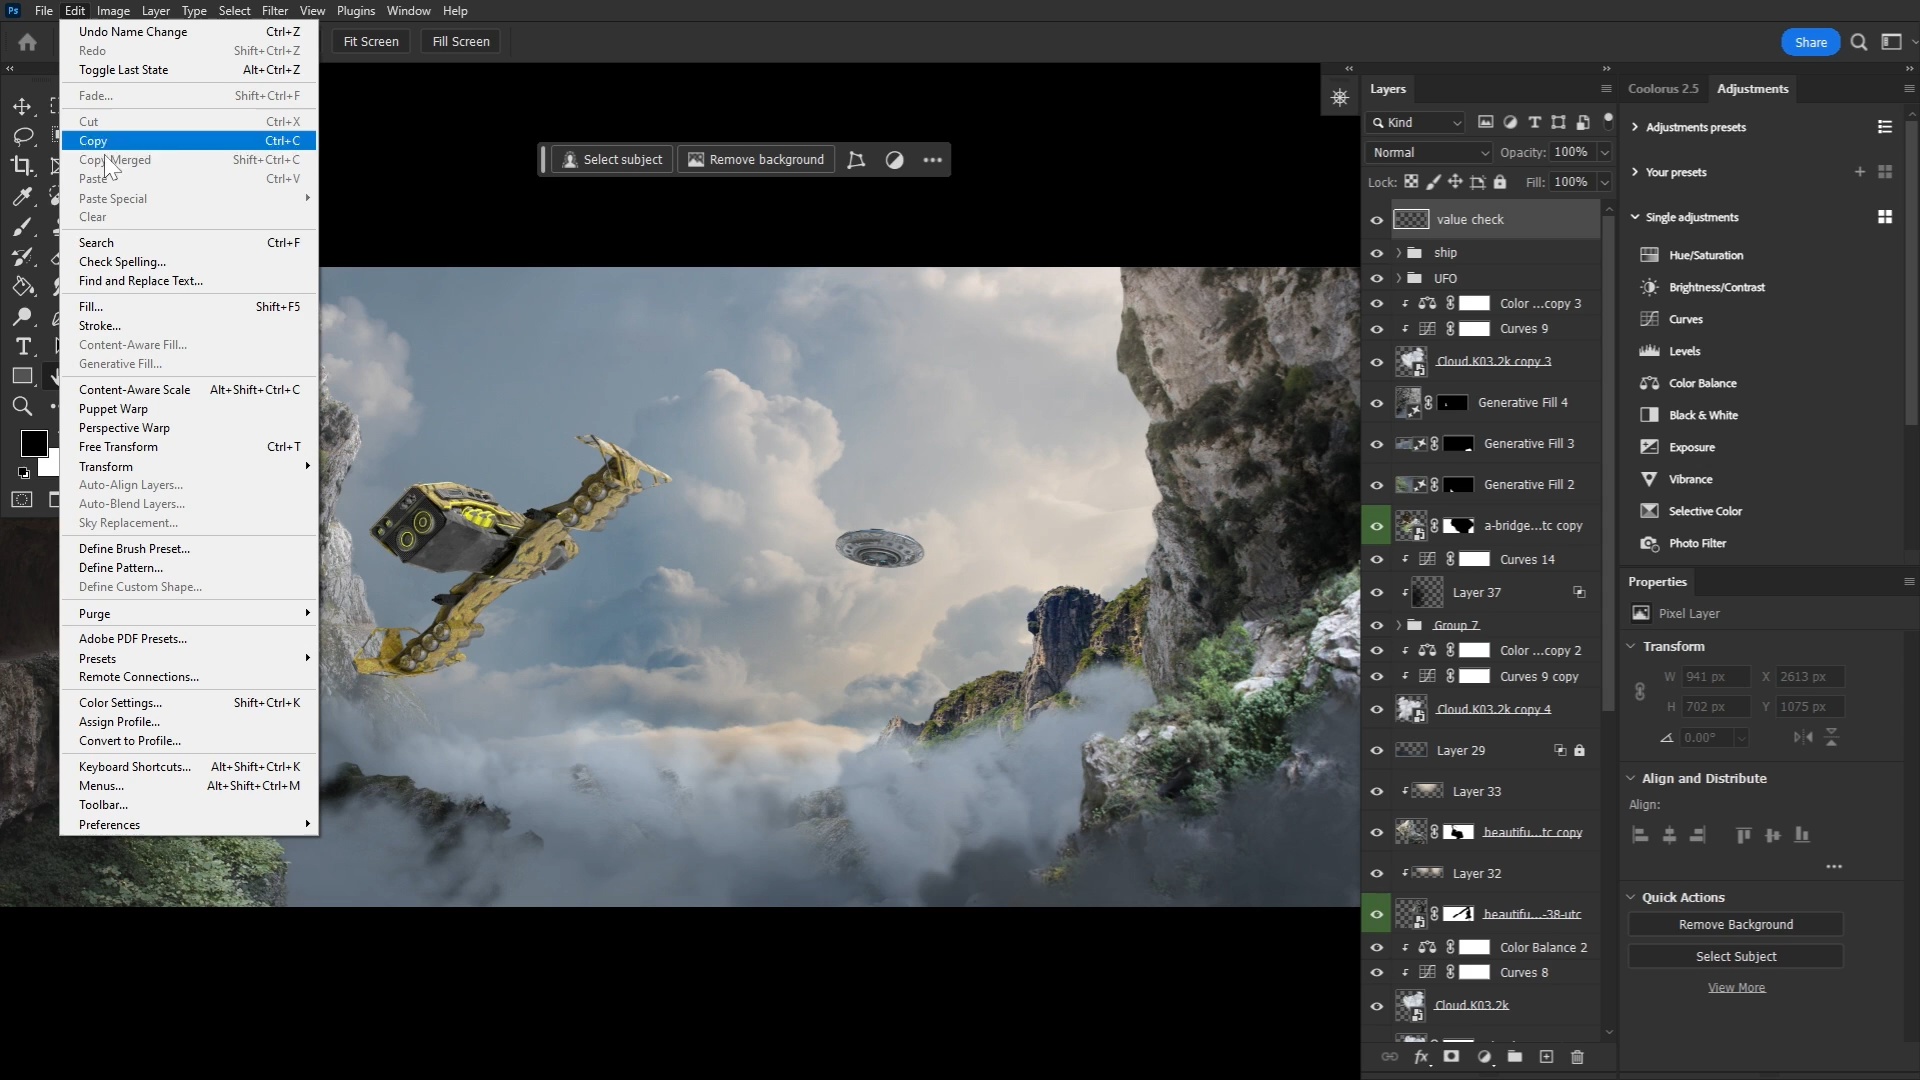 Ps File Edit Image Layer Type Select Filter View Plugins Window Help
Fit Screen Fill Screen Share
Undo Name Change Ctrl+Z
Redo Shift+Ctrl+Z
Toggle Last State Alt+Ctrl+Z
Fade... Shift+Ctrl+F
Cut Ctrl+X
Copy Ctrl+C
Copy Merged Shift+Ctrl+C
Paste Ctrl+V
Paste Special
Clear
Search Ctrl+F
Check Spelling...
Find and Replace Text...
Fill... Shift+F5
Stroke...
Content-Aware Fill...
Generative Fill...
Content-Aware Scale Alt+Shift+Ctrl+C
Puppet Warp
Perspective Warp
Free Transform Ctrl+T
Transform
Auto-Align Layers...
Auto-Blend Layers...
Sky Replacement...
Define Brush Preset...
Define Pattern...
Define Custom Shape...
Purge
Adobe PDF Presets...
Presets
Remote Connections...
Color Settings... Shift+Ctrl+K
Assign Profile...
Convert to Profile...
Keyboard Shortcuts... Alt+Shift+Ctrl+K
Menus... Alt+Shift+Ctrl+M
Toolbar...
Preferences
Select subject Remove background
Layers
Kind
Normal Opacity: 100%
Lock: Fill: 100%
value check
ship
UFO
Color ...copy 3
Curves 9
Cloud.K03.2k copy 3
Generative Fill 4
Generative Fill 3
Generative Fill 2
a-bridge...tc copy
Curves 14
Layer 37
Group 7
Color ...copy 2
Curves 9 copy
Cloud.K03.2k copy 4
Layer 29
Layer 33
beautifu...tc copy
Layer 32
beautifu...-38-utc
Color Balance 2
Curves 8
Cloud.K03.2k
fx
Coolorus 2.5 Adjustments
Adjustments presets
Your presets
Single adjustments
Hue/Saturation
Brightness/Contrast
Curves
Levels
Color Balance
Black & White
Exposure
Vibrance
Selective Color
Photo Filter
Properties
Pixel Layer
Transform
W 941 px X 2613 px
H 702 px Y 1075 px
0.00°
Align and Distribute
Align:
Quick Actions
Remove Background
Select Subject
View More